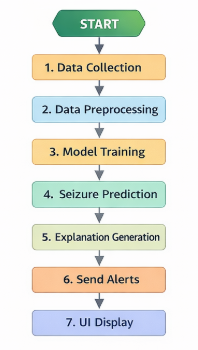 START
1. Data Collection
2. Data Preprocessing
3. Model Training
4. Seizure Prediction
5. Explanation Generation
6. Send Alerts
7. UI Display